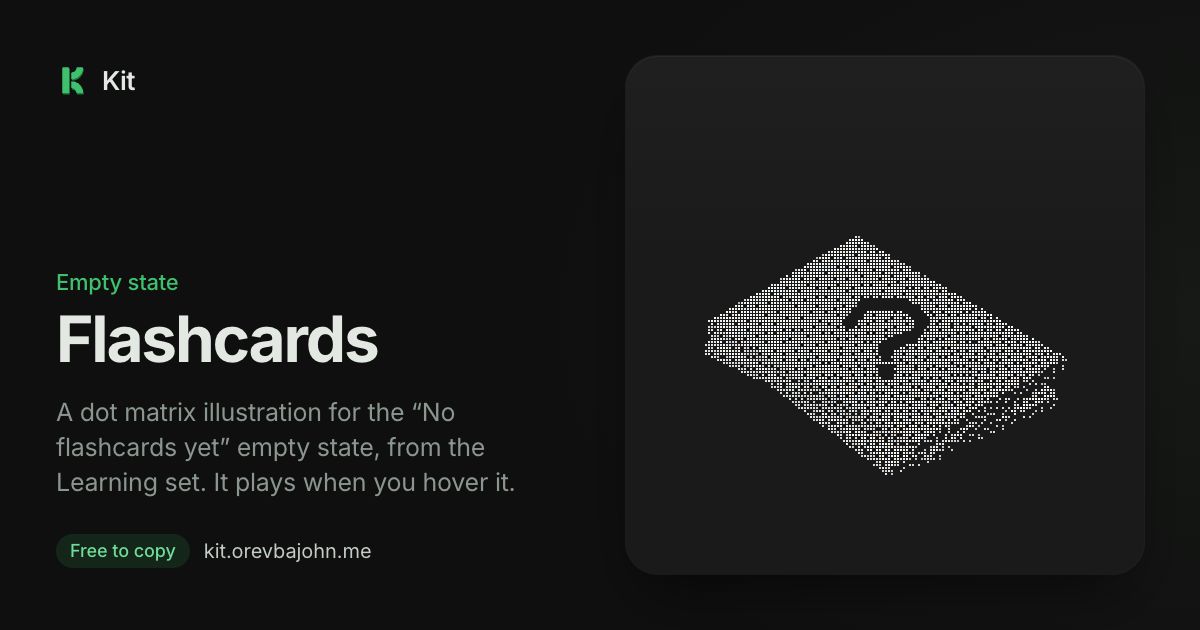 Kit
Empty state
Flashcards
A dot matrix illustration for the “No
flashcards yet” empty state, from the
Learning set. It plays when you hover it.
Free to copy
kit.orevbajohn.me
?